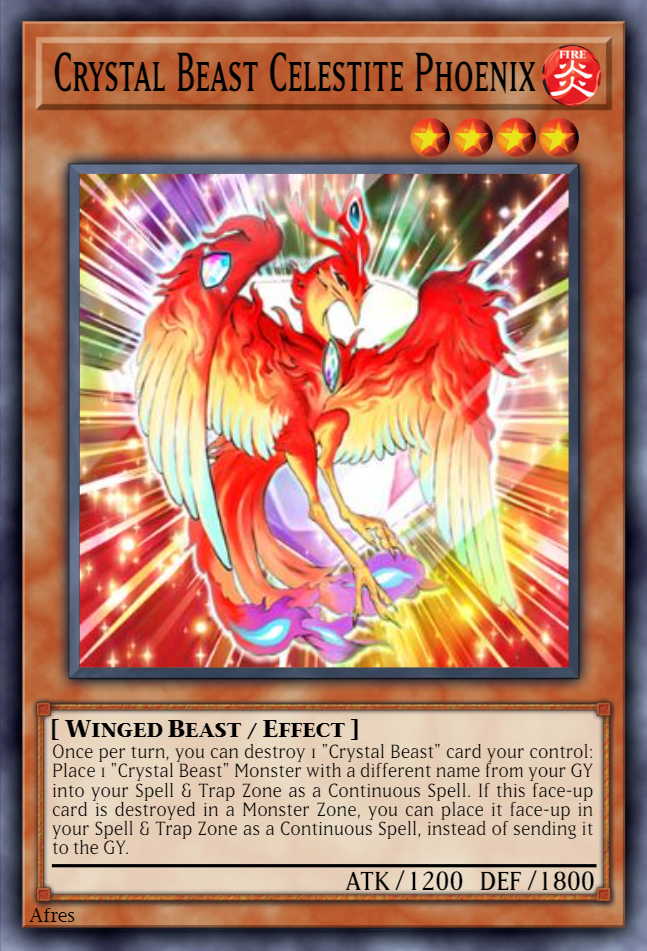 Crystal Beast Celestite Phoenix
FIRE
炎
[ Winged Beast / Effect ]
Once per turn, you can destroy 1 "Crystal Beast" card your control:
Place 1 "Crystal Beast" Monster with a different name from your GY
into your Spell & Trap Zone as a Continuous Spell. If this face-up
card is destroyed in a Monster Zone, you can place it face-up in
your Spell & Trap Zone as a Continuous Spell, instead of sending it
to the GY.
ATK/1200 DEF/1800
Afres